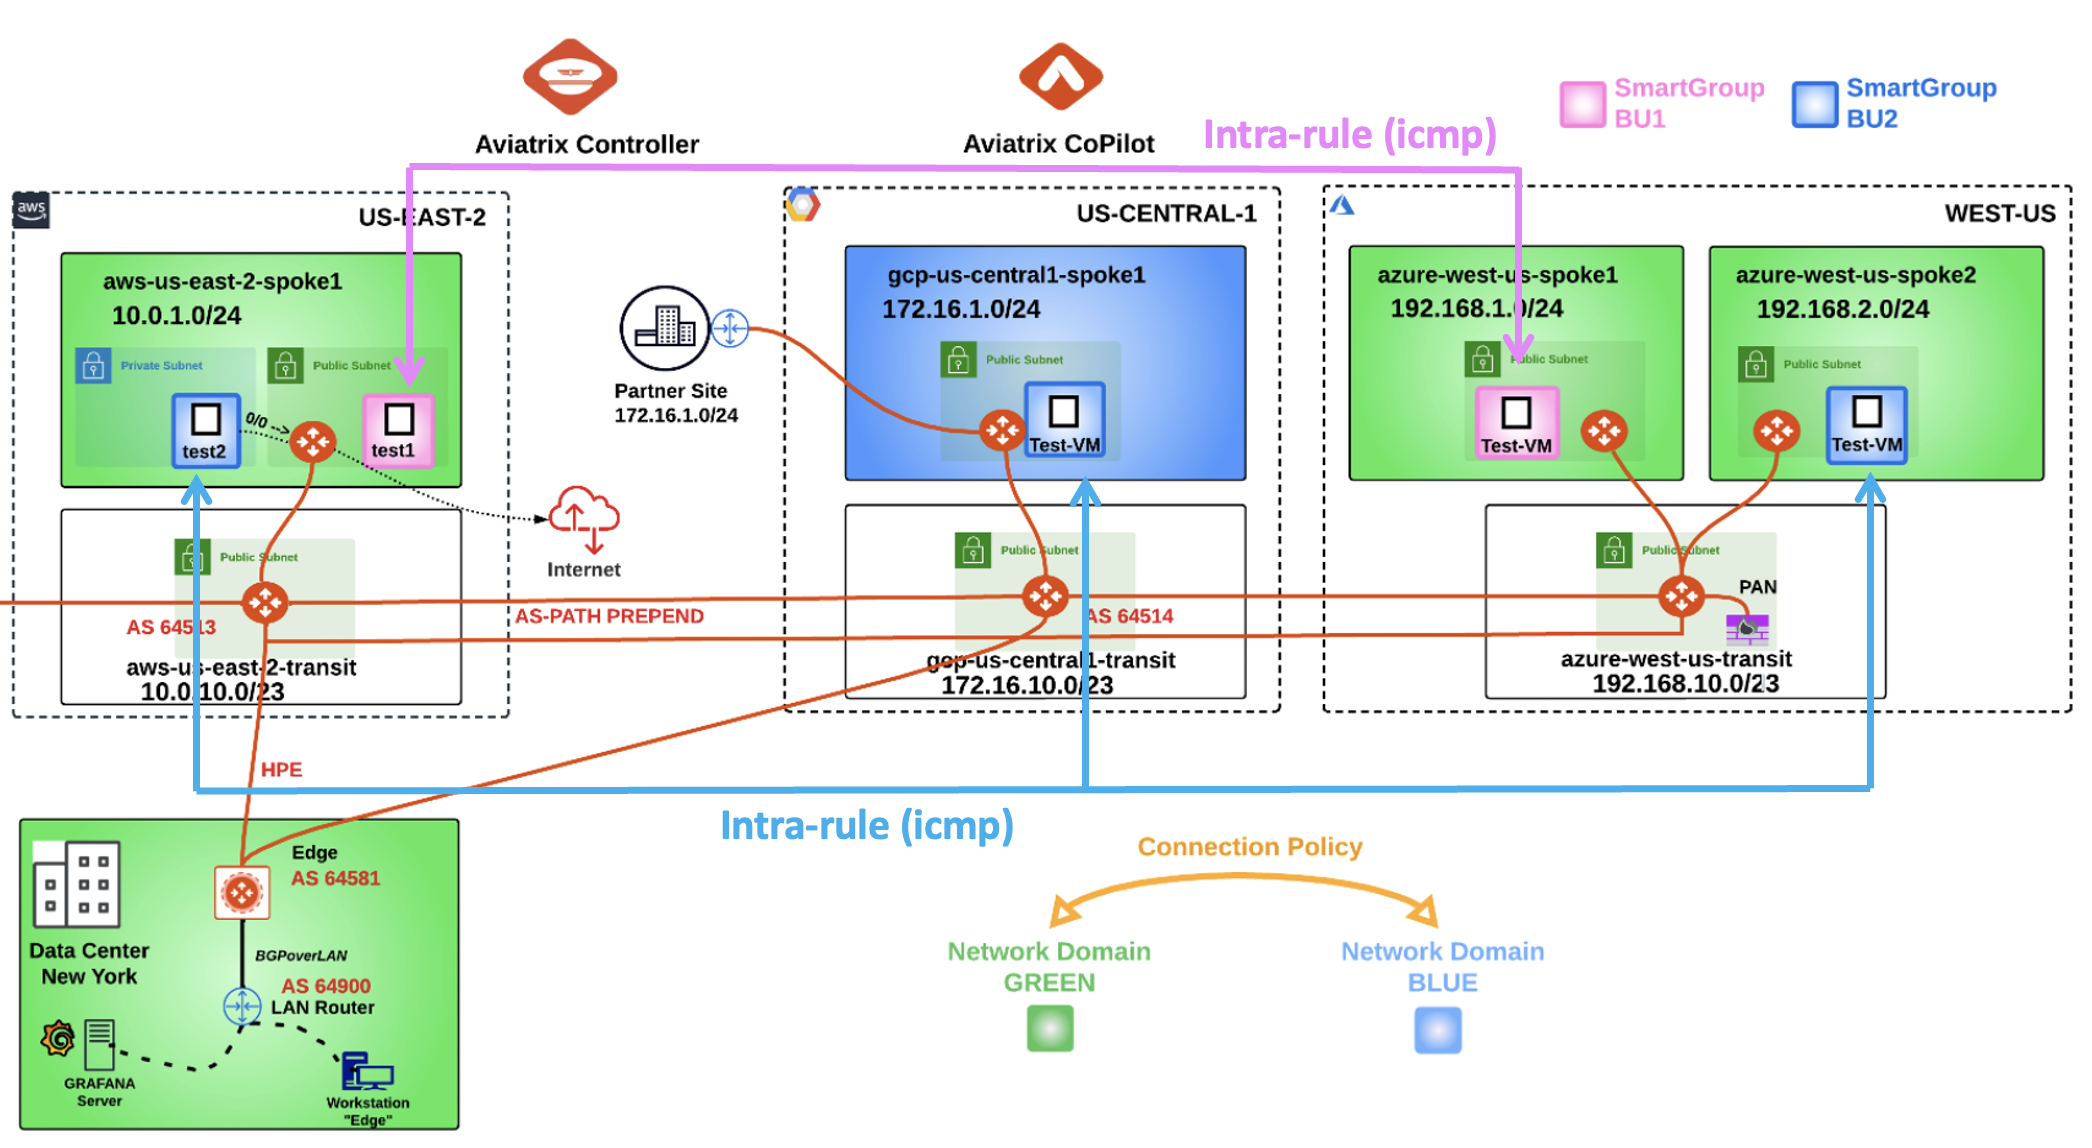 Aviatrix Controller
Aviatrix CoPilot
Intra-rule (icmp)
SmartGroup
BU1
SmartGroup
BU2
aws
US-EAST-2
aws-us-east-2-spoke1
10.0.1.0/24
Private Subnet
Public Subnet
test2
0/0 -->
test1
Public Subnet
AS 64513
aws-us-east-2-transit
10.0.10.0/23
Partner Site
172.16.1.0/24
Internet
AS-PATH PREPEND
US-CENTRAL-1
gcp-us-central1-spoke1
172.16.1.0/24
Public Subnet
Test-VM
Public Subnet
AS 64514
gcp-us-central1-transit
172.16.10.0/23
WEST-US
azure-west-us-spoke1
192.168.1.0/24
Public Subnet
Test-VM
azure-west-us-spoke2
192.168.2.0/24
Public Subnet
Test-VM
Public Subnet
PAN
azure-west-us-transit
192.168.10.0/23
HPE
Intra-rule (icmp)
Edge
AS 64581
Data Center
New York
BGPoverLAN
AS 64900
LAN Router
GRAFANA
Server
Workstation
"Edge"
Connection Policy
Network Domain
GREEN
Network Domain
BLUE